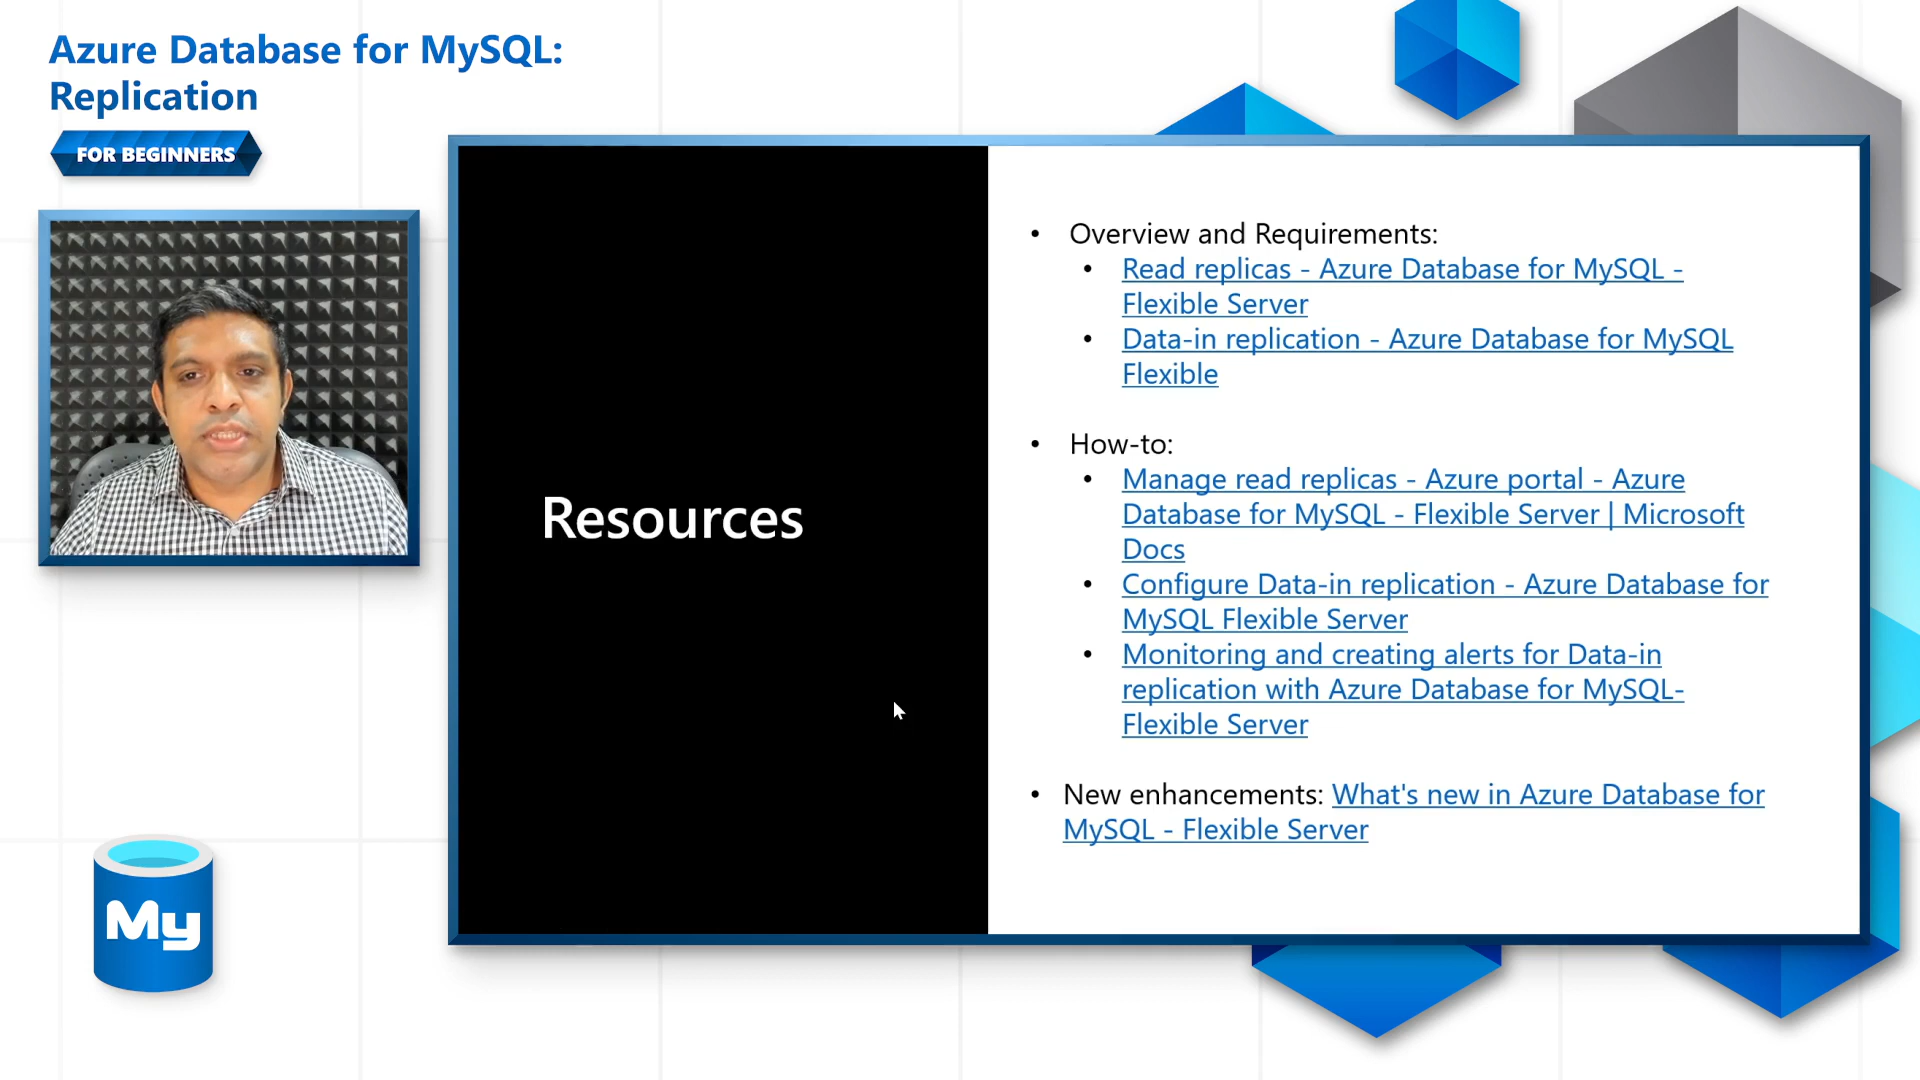 Azure Database for MySQL:
Replication
FOR BEGINNERS
Resources
• Overview and Requirements:
• Read replicas - Azure Database for MySQL -
Flexible Server
• Data-in replication - Azure Database for MySQL
Flexible
• How-to:
• Manage read replicas - Azure portal - Azure
Database for MySQL - Flexible Server | Microsoft
Docs
• Configure Data-in replication - Azure Database for
MySQL Flexible Server
• Monitoring and creating alerts for Data-in
replication with Azure Database for MySQL-
Flexible Server
• New enhancements: What's new in Azure Database for
MySQL - Flexible Server
My